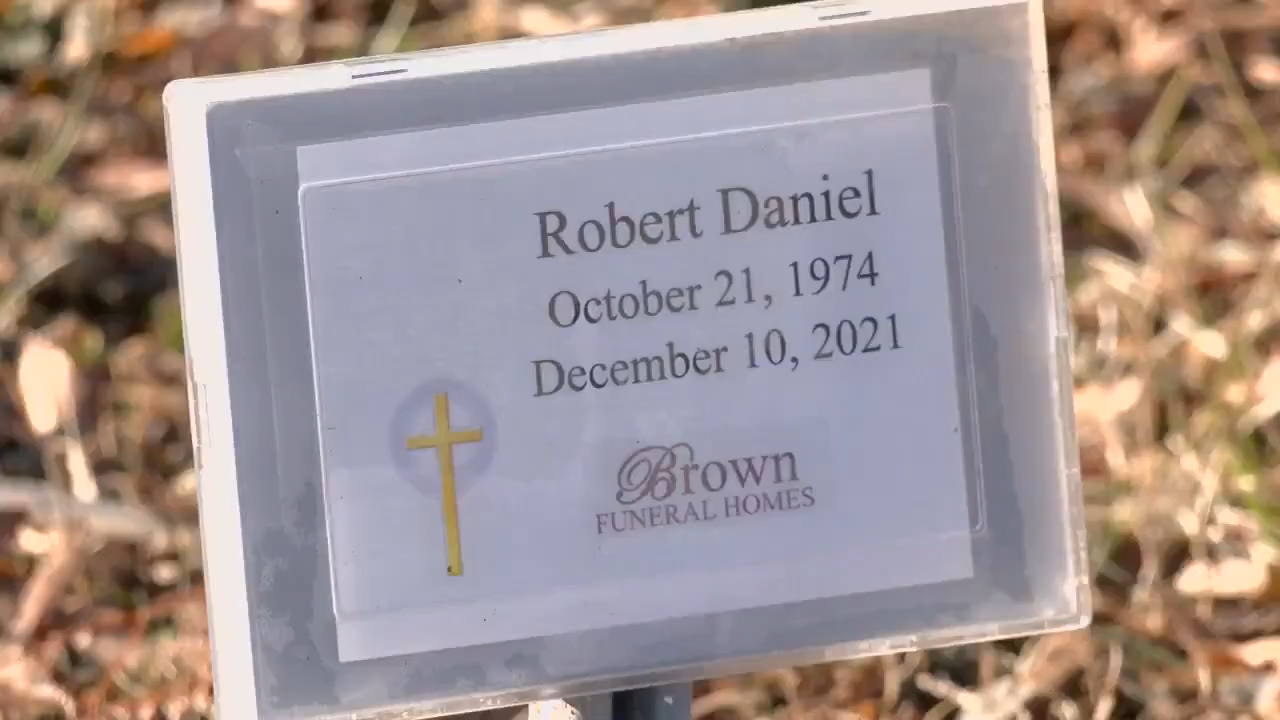 Robert Daniel
October 21, 1974
December 10, 2021
Brown
FUNERAL HOMES